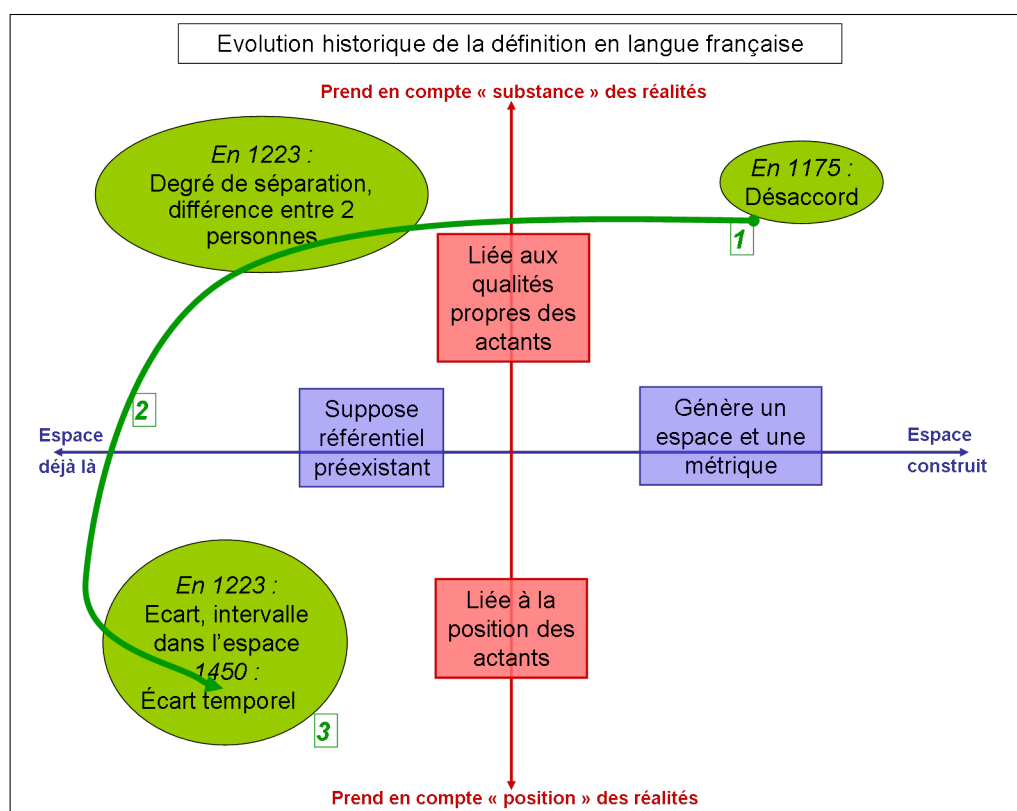 Evolution historique de la définition en langue française
Prend en compte « substance » des réalités
En 1223 :
Degré de séparation,
différence entre 2
personnes
En 1175 :
Désaccord
1
Liée aux
qualités
propres des
actants
2
Suppose
référentiel
préexistant
Génère un
espace et une
métrique
Espace
déjà là
Espace
construit
En 1223 :
Ecart, intervalle
dans l'espace
1450 :
Écart temporel
3
Liée à la
position des
actants
Prend en compte « position » des réalités